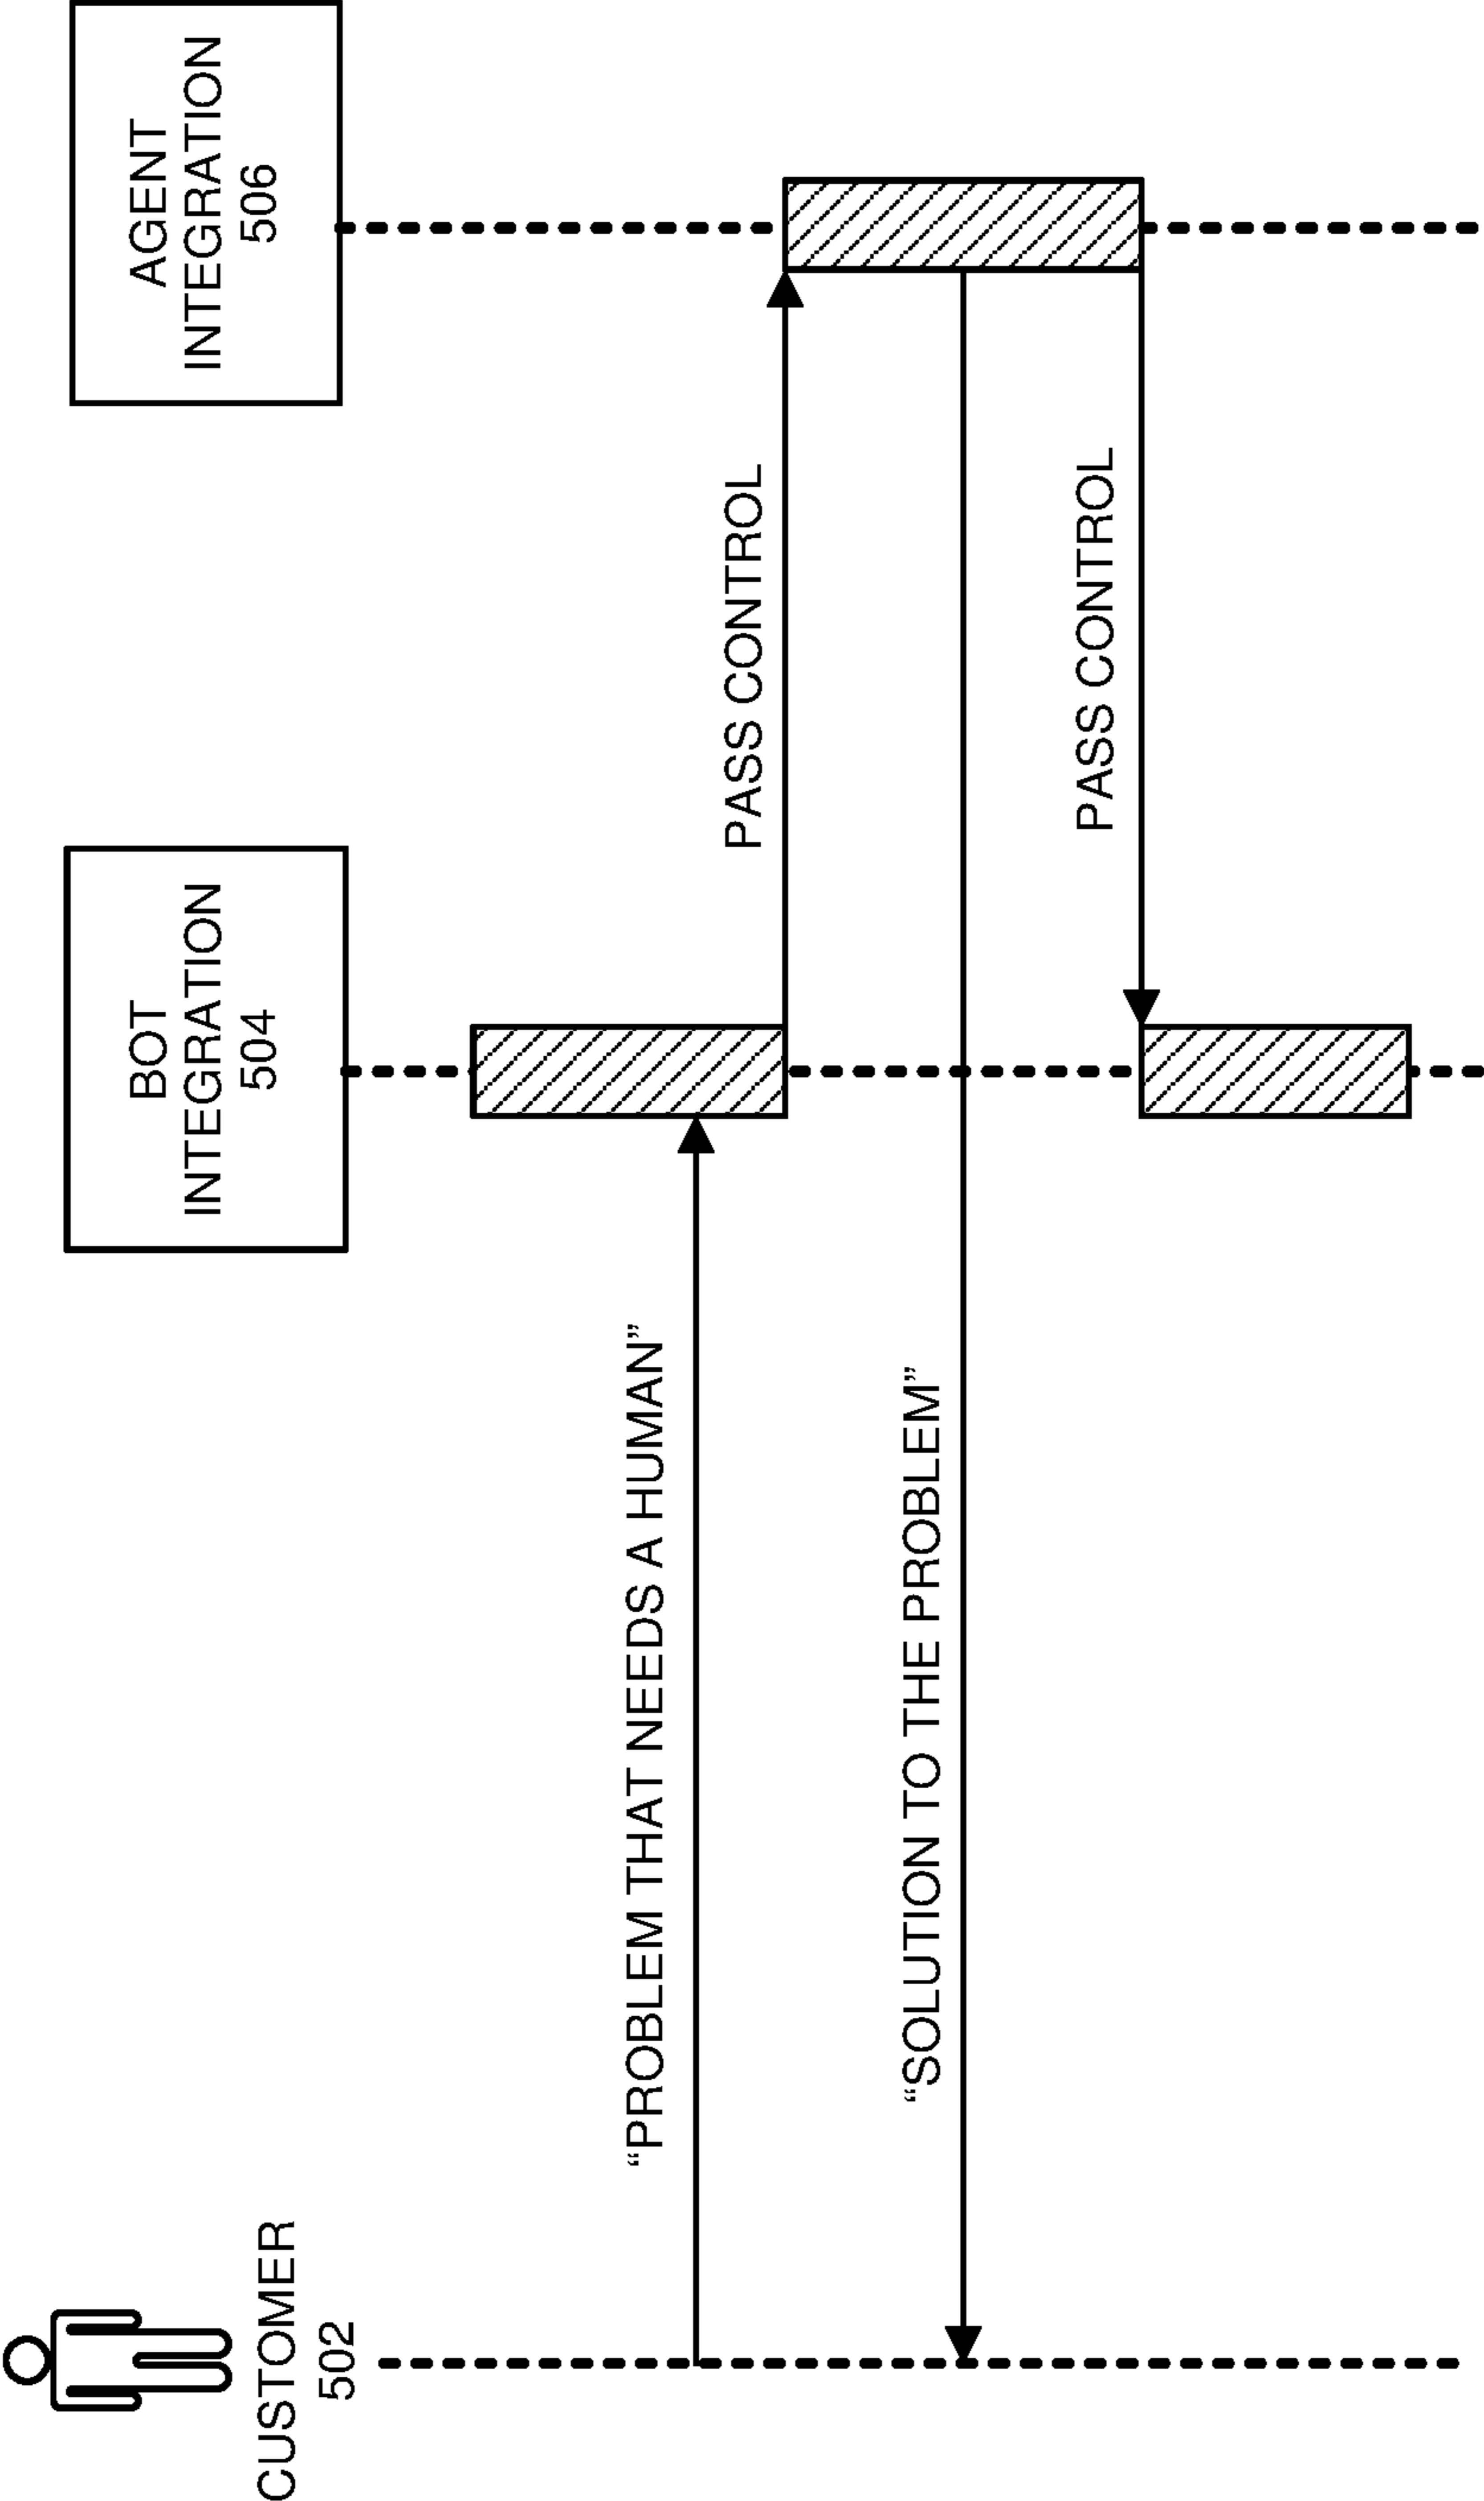 CUSTOMER
502
BOT
INTEGRATION
504
AGENT
INTEGRATION
506
“PROBLEM THAT NEEDS A HUMAN”
PASS CONTROL
“SOLUTION TO THE PROBLEM”
PASS CONTROL